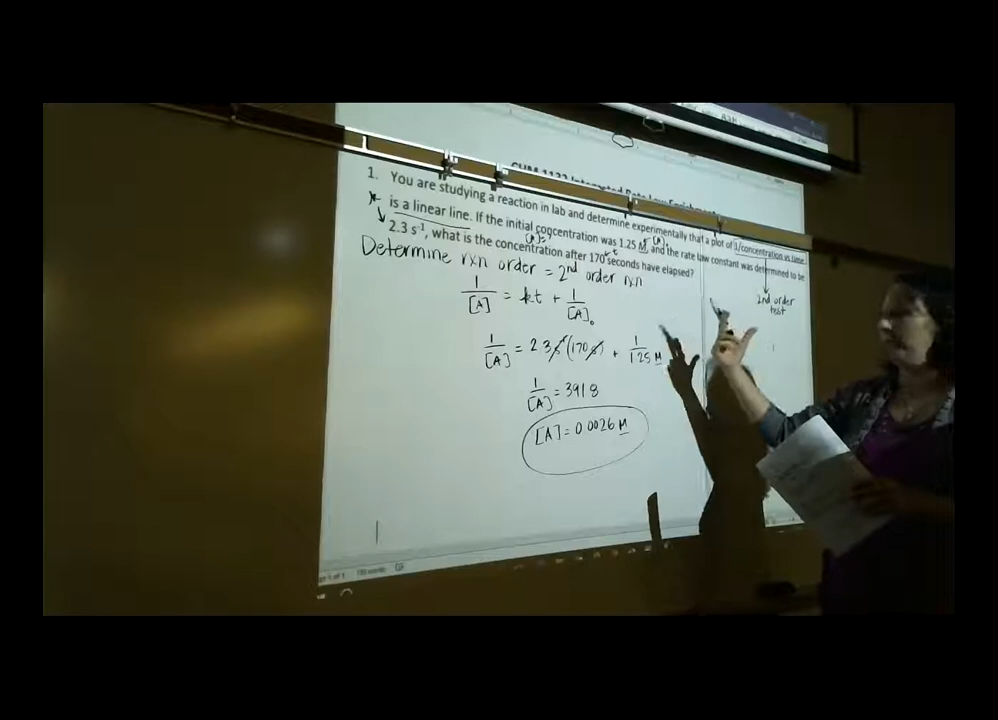 1. You are studying a reaction in lab and determine experimentally that a plot of 1/concentration vs. time
is a linear line. If the initial concentration was 1.25 M, and the rate law constant was determined to be
2.3 s⁻¹, what is the concentration after 170 seconds have elapsed?
Determine rxn order = 2nd order rxn
2nd order
test
1/[A] = kt + 1/[A]₀
1/[A] = 2.3 s⁻¹ (170 s) + 1/1.25 M
1/[A] = 391.8
[A] = 0.0026 M